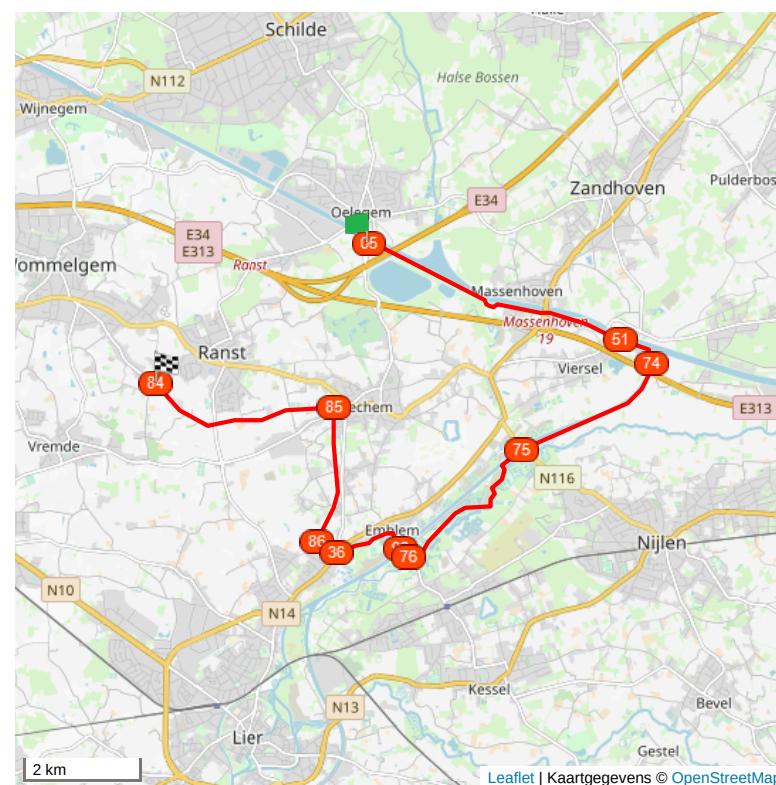 Schilde
Halse Bossen
N112
Wijnegem
Zandhoven
Pulderbos
E34
Oelegem
E34
E313
05
Ranst
Massenhoven
Massenhoven
19
51
Ranst
74
Viersel
84
85
E313
Vremde
75
N116
Emblem
86
36
76
Nijlen
N10
N14
Kessel
N13
Bevel
Lier
Gestel
2 km
Leaflet | Kaartgegevens © OpenStreetMap